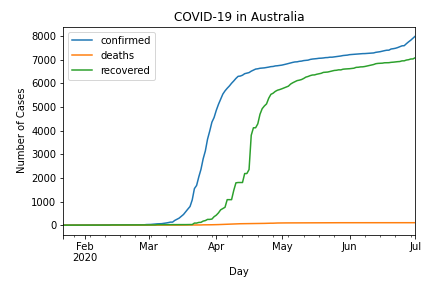 COVID-19 in Australia
confirmed
deaths
recovered
Number of Cases
8000
7000
6000
5000
4000
3000
2000
1000
0
Feb
2020
Mar
Apr
May
Jun
Jul
Day